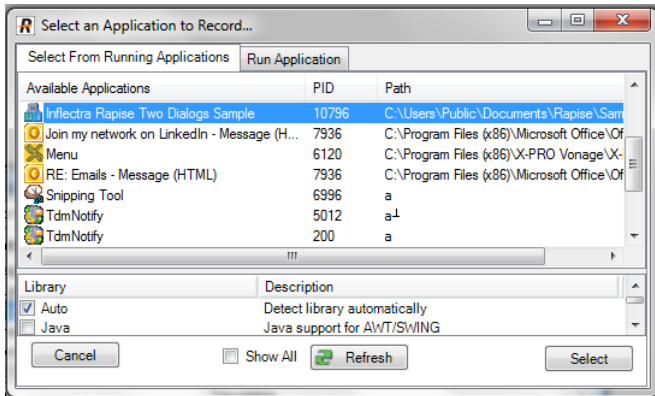 Select an Application to Record...
Select From Running Applications Run Application
Available Applications PID Path
Inflectra Rapise Two Dialogs Sample 10796 C:\Users\Public\Documents\Rapise\Sam
Join my network on LinkedIn - Message (H... 7936 C:\Program Files (x86)\Microsoft Office\Of
Menu 6120 C:\Program Files (x86)\X-PRO Vonage\X-
RE: Emails - Message (HTML) 7936 C:\Program Files (x86)\Microsoft Office\Of
Snipping Tool 6996 a
TdmNotify 5012 a┴
TdmNotify 200 a
Library Description
Auto Detect library automatically
Java Java support for AWT/SWING
Cancel Show All Refresh Select